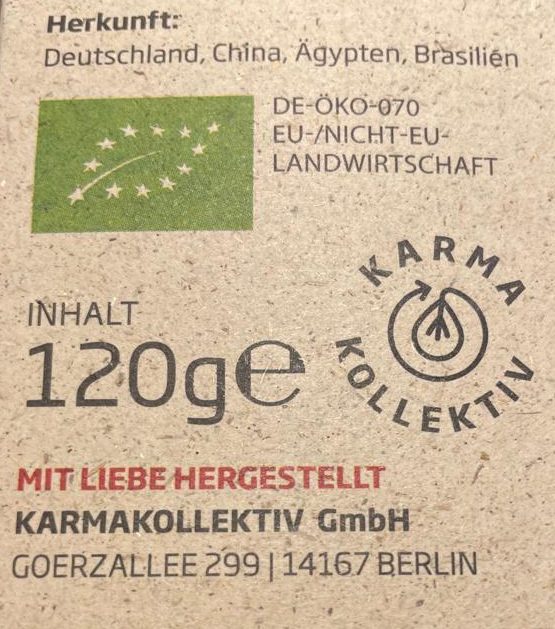 Herkunft:
Deutschland, China, Ägypten, Brasilien
DE-ÖKO-070
EU-/NICHT-EU-
LANDWIRTSCHAFT
KARMA
KOLLEKTIV
INHALT
120g℮
MIT LIEBE HERGESTELLT
KARMAKOLLEKTIV GmbH
GOERZALLEE 299 | 14167 BERLIN